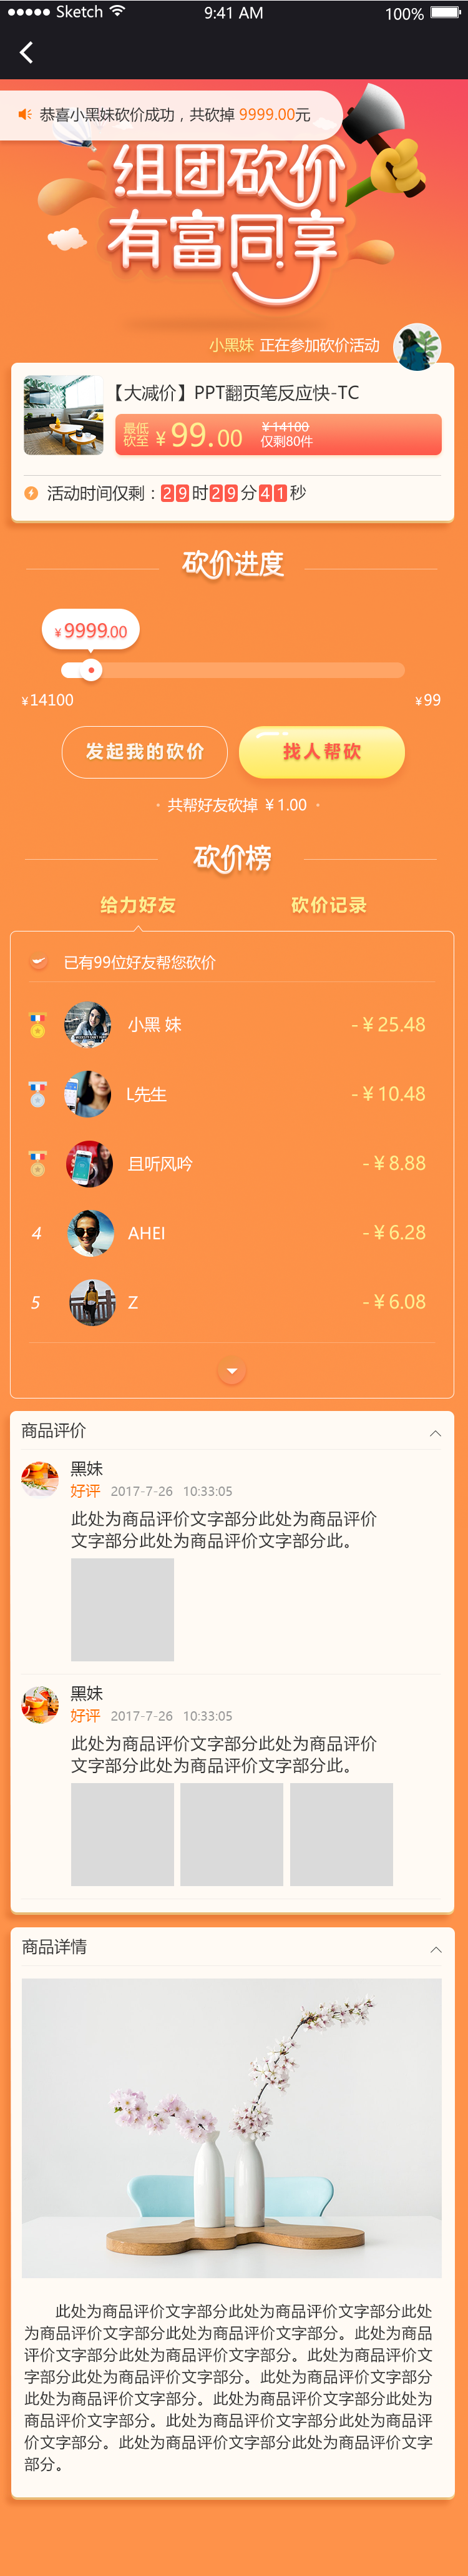 Sketch 9:41 AM 100%
恭喜小黑妹砍价成功，共砍掉 9999.00元
组团砍价
有富同享
小黑妹 正在参加砍价活动
【大减价】PPT翻页笔反应快-TC
最低砍至 ¥99.00 ¥14100 仅剩80件
活动时间仅剩：29时29分41秒
砍价进度
¥9999.00
¥14100 ¥99
发起我的砍价 找人帮砍
· 共帮好友砍掉 ¥1.00 ·
砍价榜
给力好友 砍价记录
已有99位好友帮您砍价
小黑 妹 -¥25.48
L先生 -¥10.48
且听风吟 -¥8.88
4 AHEI -¥6.28
5 Z -¥6.08
商品评价
黑妹
好评 2017-7-26 10:33:05
此处为商品评价文字部分此处为商品评价
文字部分此处为商品评价文字部分此。
黑妹
好评 2017-7-26 10:33:05
此处为商品评价文字部分此处为商品评价
文字部分此处为商品评价文字部分此。
商品详情
此处为商品评价文字部分此处为商品评价文字部分此处
为商品评价文字部分此处为商品评价文字部分。此处为商品
评价文字部分此处为商品评价文字部分。此处为商品评价文
字部分此处为商品评价文字部分。此处为商品评价文字部分
此处为商品评价文字部分。此处为商品评价文字部分此处为
商品评价文字部分。此处为商品评价文字部分此处为商品评
价文字部分。此处为商品评价文字部分此处为商品评价文字
部分。